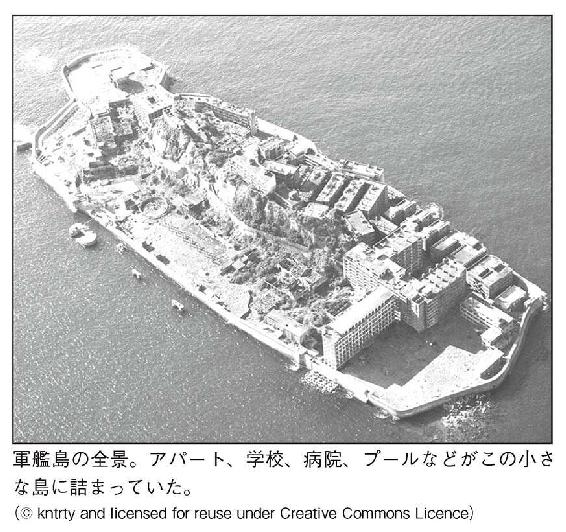 軍艦島の全景。アパート、学校、病院、プールなどがこの小さ
な島に詰まっていた。
(© kntrty and licensed for reuse under Creative Commons Licence)